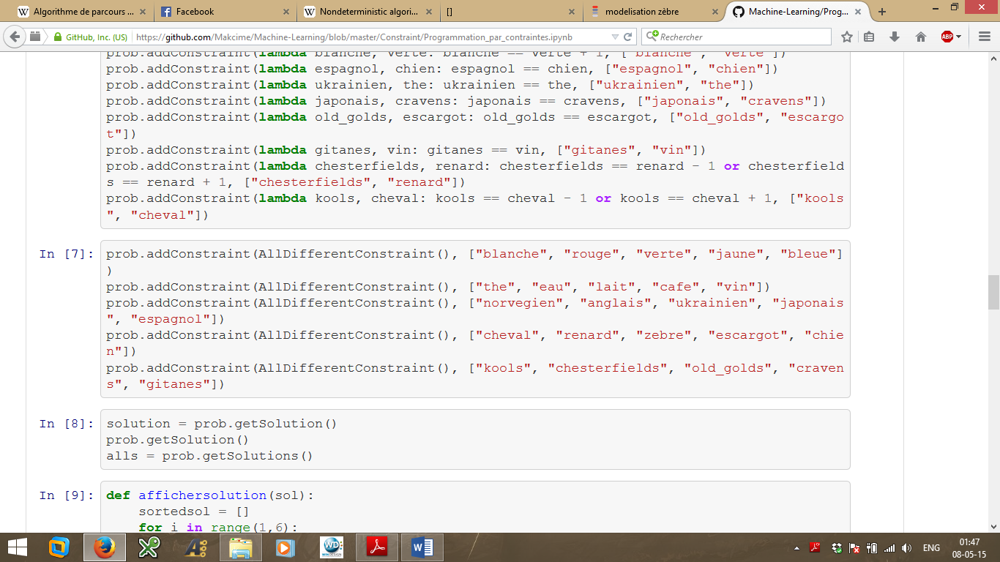 Algorithme de parcours ...
Facebook
Nondeterministic algori...
[]
modelisation zèbre
Machine-Learning/Prog...
GitHub, Inc. (US)
https://github.com/Makcime/Machine-Learning/blob/master/Constraint/Programmation_par_contraintes.ipynb
Rechercher
ABP
prob.addConstraint(lambda blanche, verte: blanche == verte + 1, ["blanche", "verte"])
prob.addConstraint(lambda espagnol, chien: espagnol == chien, ["espagnol", "chien"])
prob.addConstraint(lambda ukrainien, the: ukrainien == the, ["ukrainien", "the"])
prob.addConstraint(lambda japonais, cravens: japonais == cravens, ["japonais", "cravens"])
prob.addConstraint(lambda old_golds, escargot: old_golds == escargot, ["old_golds", "escargo
t"])
prob.addConstraint(lambda gitanes, vin: gitanes == vin, ["gitanes", "vin"])
prob.addConstraint(lambda chesterfields, renard: chesterfields == renard - 1 or chesterfield
s == renard + 1, ["chesterfields", "renard"])
prob.addConstraint(lambda kools, cheval: kools == cheval - 1 or kools == cheval + 1, ["kools
", "cheval"])
In [7]:
prob.addConstraint(AllDifferentConstraint(), ["blanche", "rouge", "verte", "jaune", "bleue"]
)
prob.addConstraint(AllDifferentConstraint(), ["the", "eau", "lait", "cafe", "vin"])
prob.addConstraint(AllDifferentConstraint(), ["norvegien", "anglais", "ukrainien", "japonais
", "espagnol"])
prob.addConstraint(AllDifferentConstraint(), ["cheval", "renard", "zebre", "escargot", "chie
n"])
prob.addConstraint(AllDifferentConstraint(), ["kools", "chesterfields", "old_golds", "craven
s", "gitanes"])
In [8]:
solution = prob.getSolution()
prob.getSolution()
alls = prob.getSolutions()
In [9]:
def affichersolution(sol):
sortedsol = []
for i in range(1,6):
ENG
01:47
08-05-15